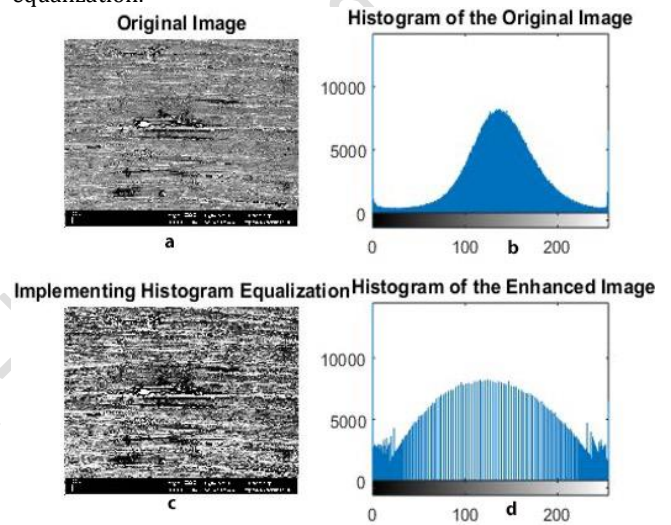 equalization.
Original Image
Histogram of the Original Image
10000
5000
0
0 100 200
a
b
Implementing Histogram Equalization
Histogram of the Enhanced Image
10000
5000
0
0 100 200
c
d